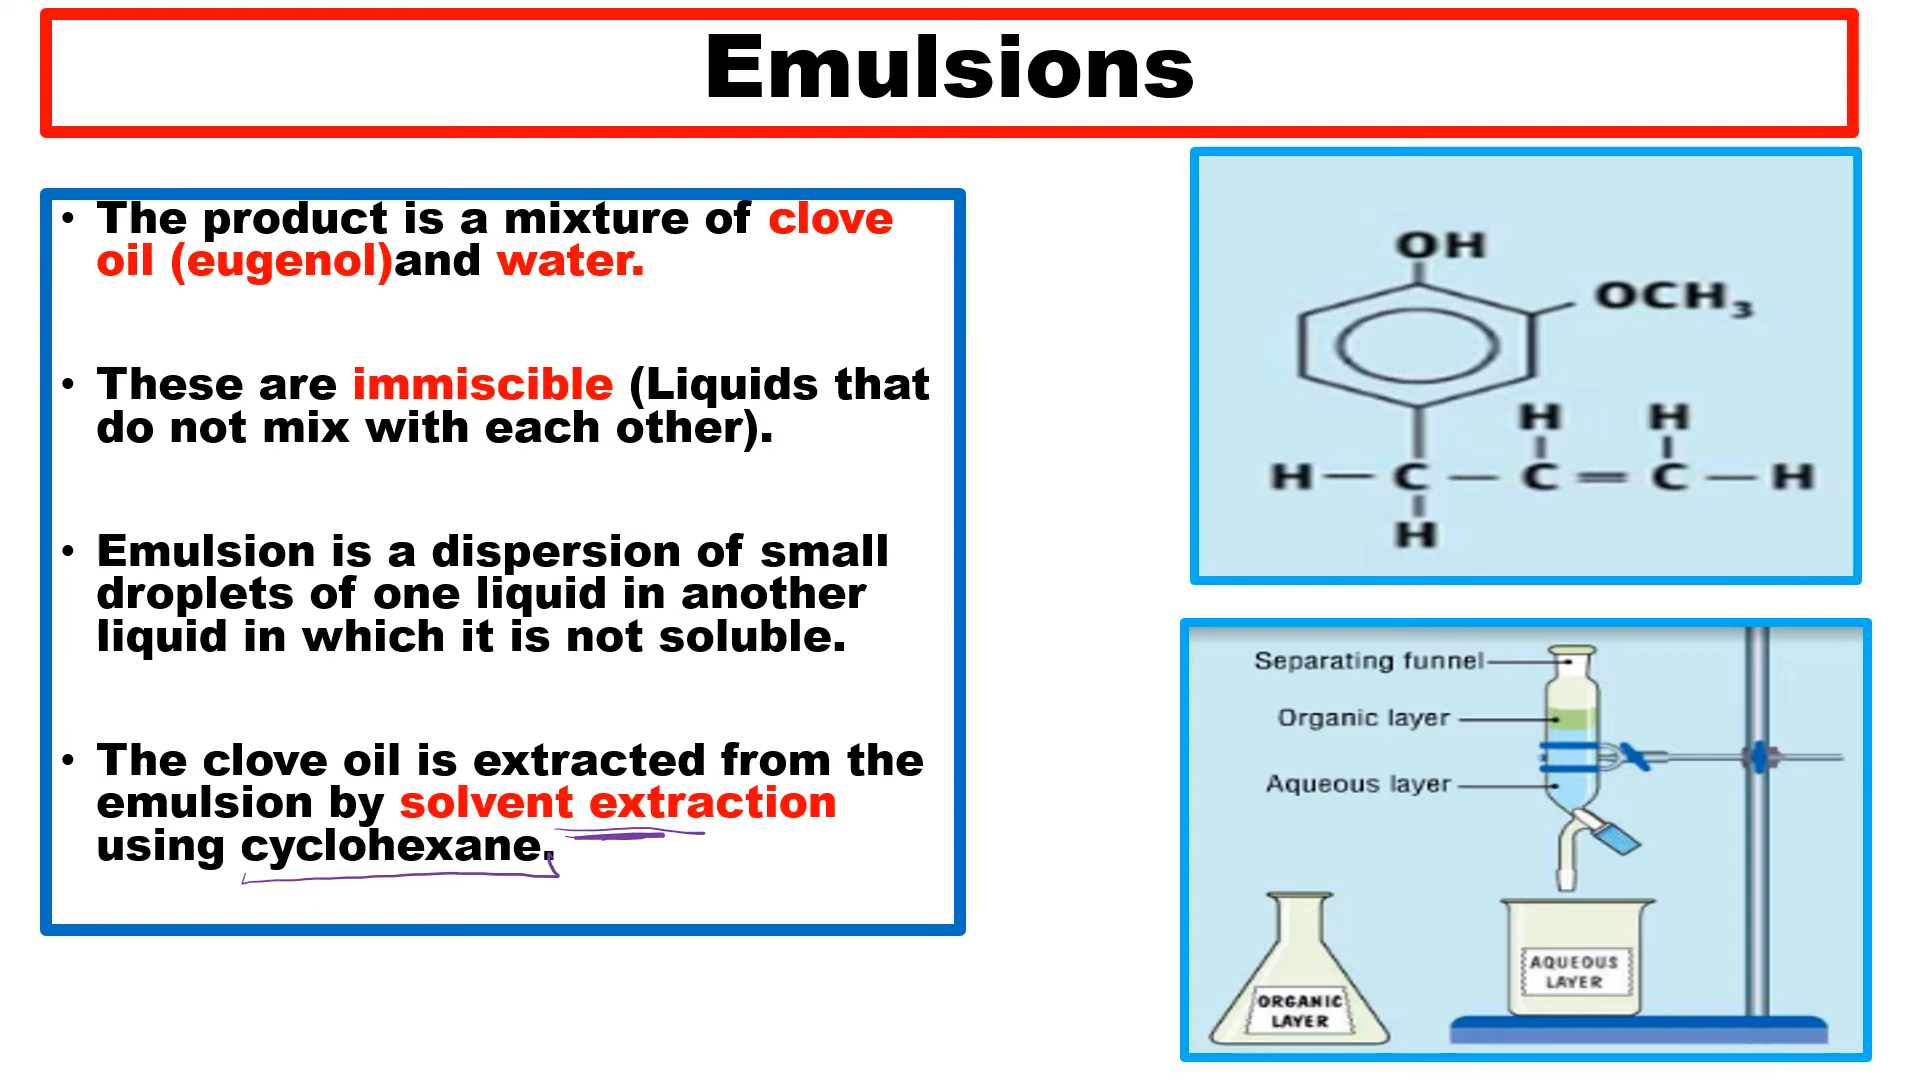 Emulsions
• The product is a mixture of clove
oil (eugenol)and water.
• These are immiscible (Liquids that
do not mix with each other).
• Emulsion is a dispersion of small
droplets of one liquid in another
liquid in which it is not soluble.
• The clove oil is extracted from the
emulsion by solvent extraction
using cyclohexane.
OH
OCH₃
H H
H — C — C = C — H
H
Separating funnel
Organic layer
Aqueous layer
AQUEOUS
LAYER
ORGANIC
LAYER